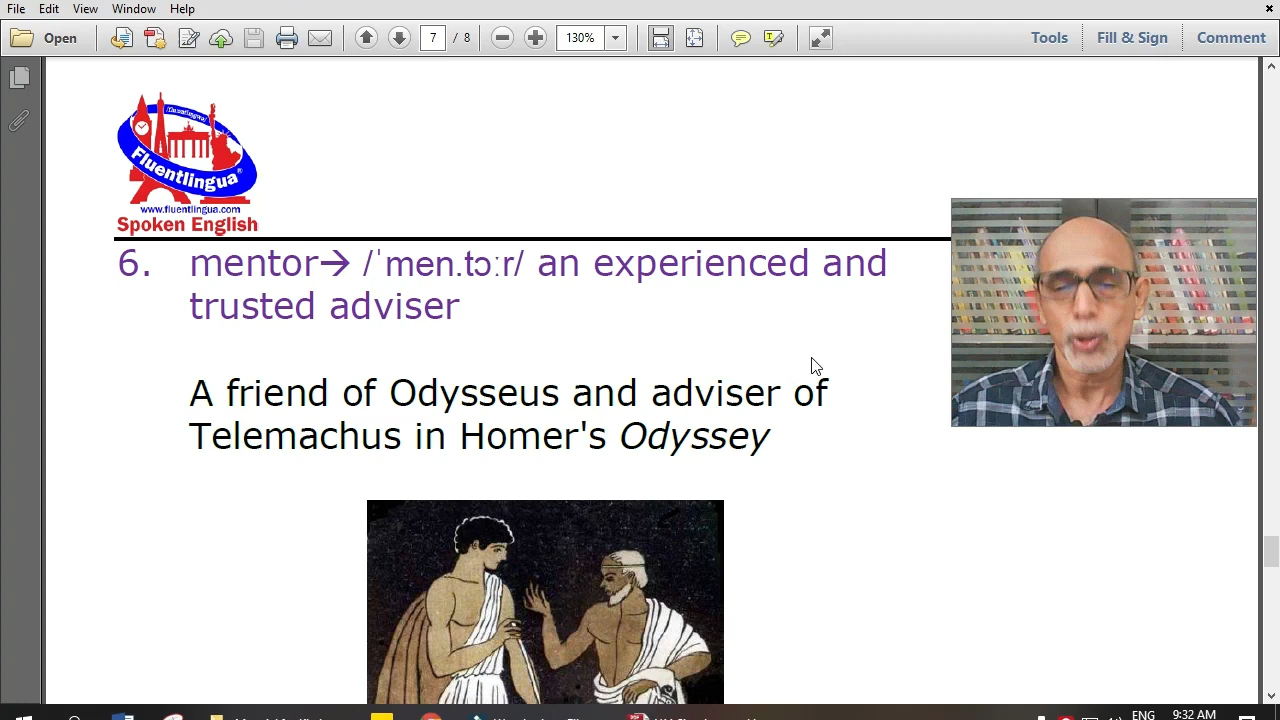 File Edit View Window Help
Open 7 / 8 130% Tools Fill & Sign Comment
/flu:əntlingwə/
Fluentlingua®
www.fluentlingua.com
Spoken English
6. mentor→ /ˈmen.tɔːr/ an experienced and
trusted adviser
A friend of Odysseus and adviser of
Telemachus in Homer's Odyssey
ENG 9:32 AM